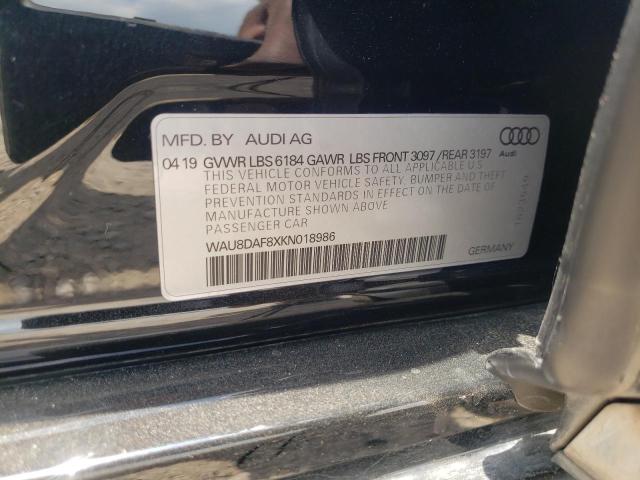 MFD. BY AUDI AG
04 19 GVWR LBS 6184 GAWR LBS FRONT 3097 / REAR 3197
Audi
THIS VEHICLE CONFORMS TO ALL APPLICABLE U.S
FEDERAL MOTOR VEHICLE SAFETY, BUMPER AND THEFT
PREVENTION STANDARDS IN EFFECT ON THE DATE OF
MANUFACTURE SHOWN ABOVE
PASSENGER CAR
WAU8DAF8XKN018986
GERMANY